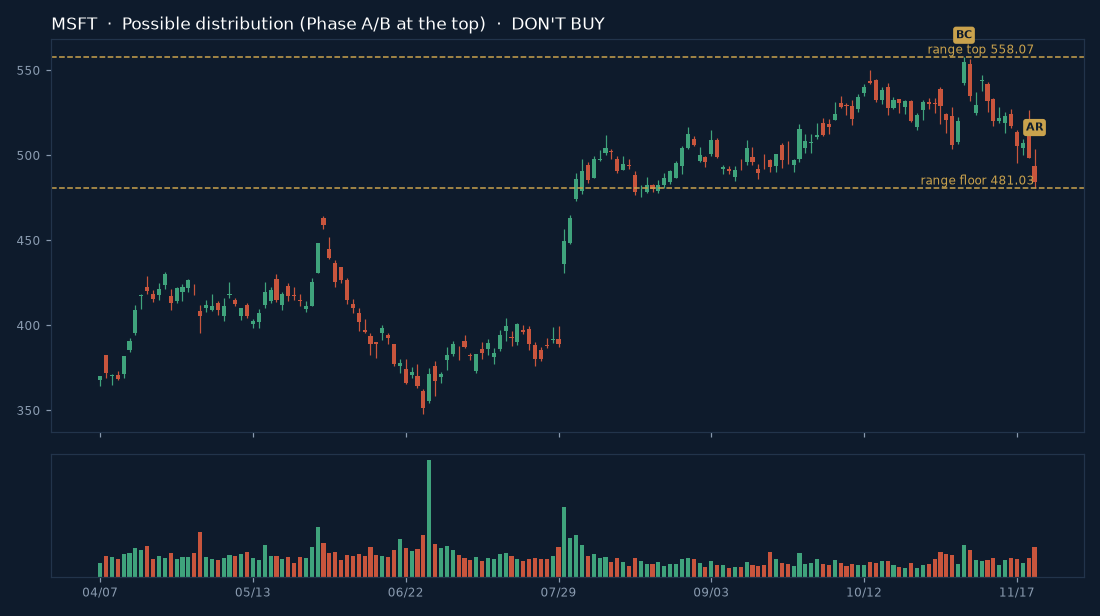 MSFT · Possible distribution (Phase A/B at the top) · DON'T BUY
BC
range top 558.07
550
AR
500
range floor 481.03
450
400
350
04/07 05/13 06/22 07/29 09/03 10/12 11/17